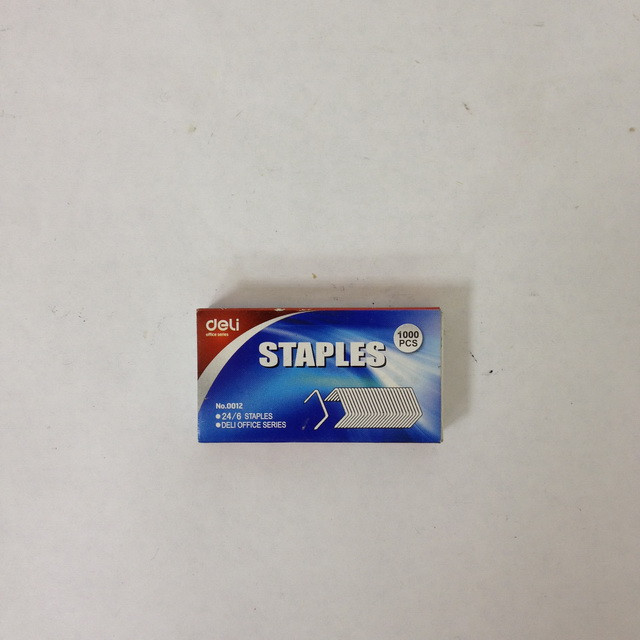 deli
office series
STAPLES
1000
PCS
No.0012
24/6 STAPLES
DELI OFFICE SERIES